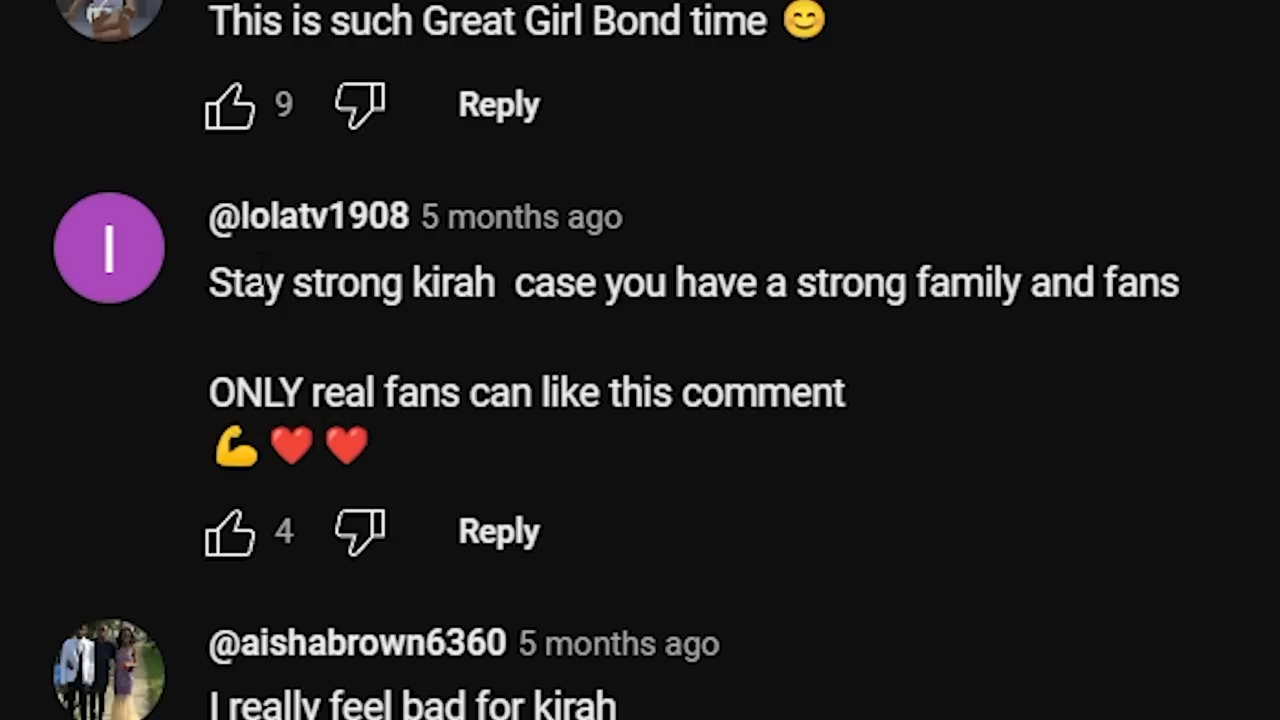 This is such Great Girl Bond time 😊
9 Reply
l
@lolatv1908 5 months ago
Stay strong kirah  case you have a strong family and fans
ONLY real fans can like this comment
💪❤️❤️
4 Reply
@aishabrown6360 5 months ago
I really feel bad for kirah